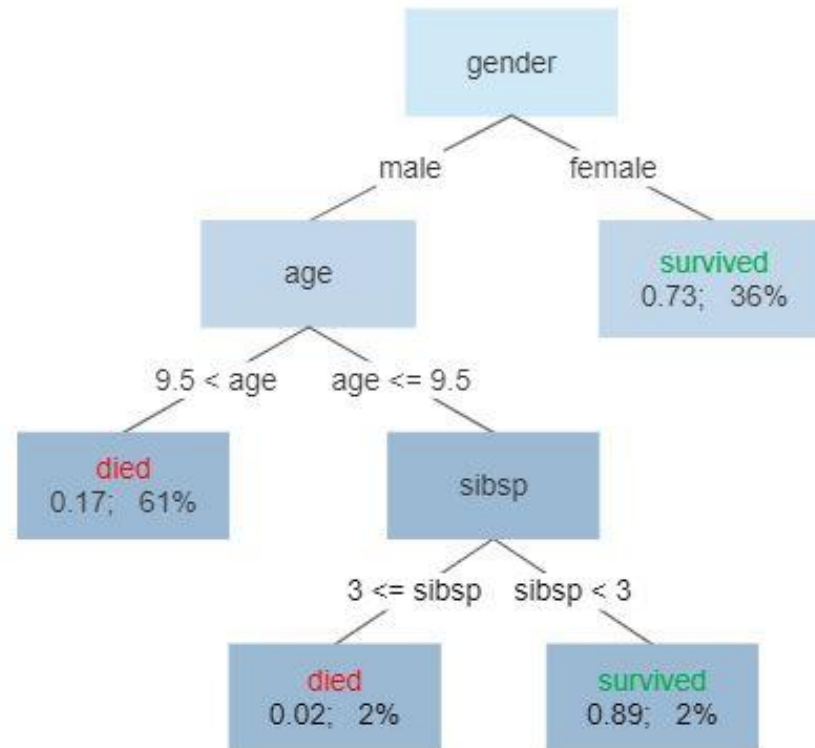 gender
male
female
age
survived
0.73; 36%
9.5 < age
age <= 9.5
died
0.17; 61%
sibsp
3 <= sibsp
sibsp < 3
died
0.02; 2%
survived
0.89; 2%